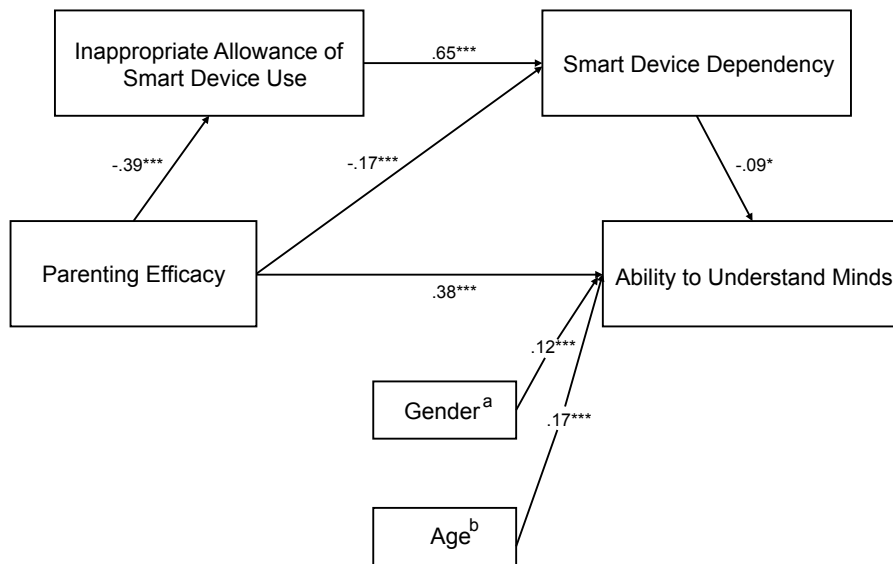 Inappropriate Allowance of
Smart Device Use
.65***
Smart Device Dependency
-.39***
-.17***
-.09*
Parenting Efficacy
.38***
Ability to Understand Minds
.12***
Gender a
.17***
Age b